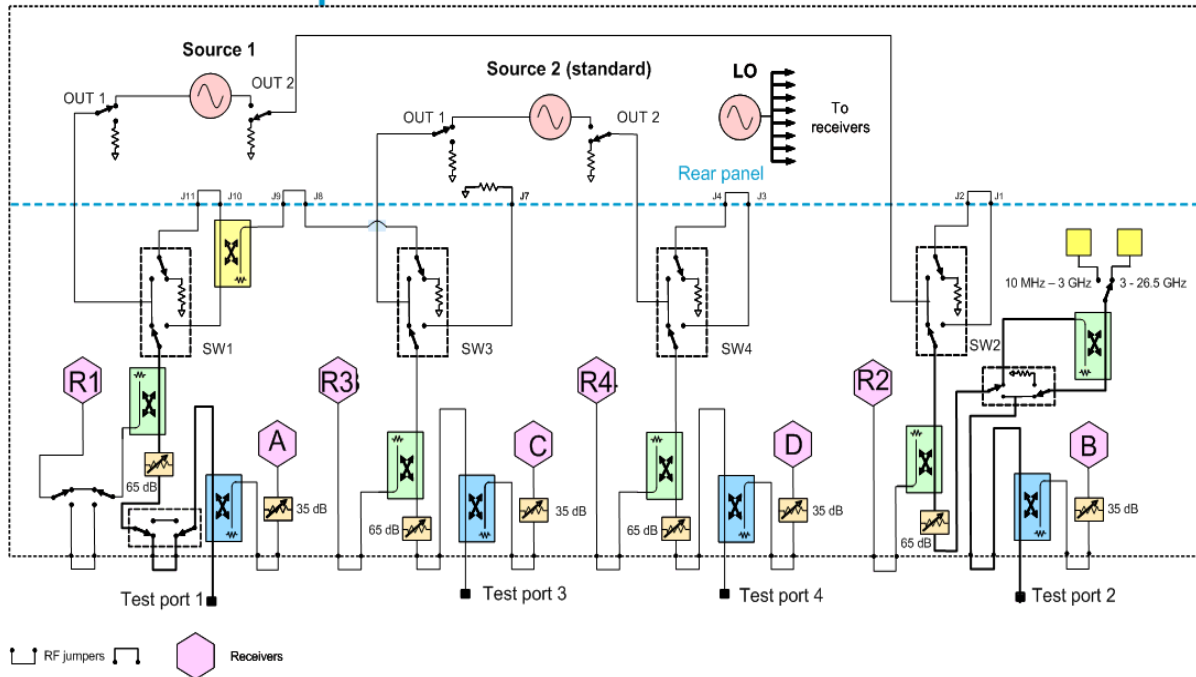 Source 1
OUT 1
OUT 2
Source 2 (standard)
OUT 1
OUT 2
LO
To
receivers
Rear panel
J11
J10
J9
J8
J7
J4
J3
J2
J1
10 MHz – 3 GHz
3 - 26.5 GHz
SW1
SW3
SW4
SW2
R1
R3
R4
R2
A
C
D
B
65 dB
35 dB
65 dB
35 dB
65 dB
35 dB
65 dB
35 dB
Test port 1
Test port 3
Test port 4
Test port 2
RF jumpers
Receivers